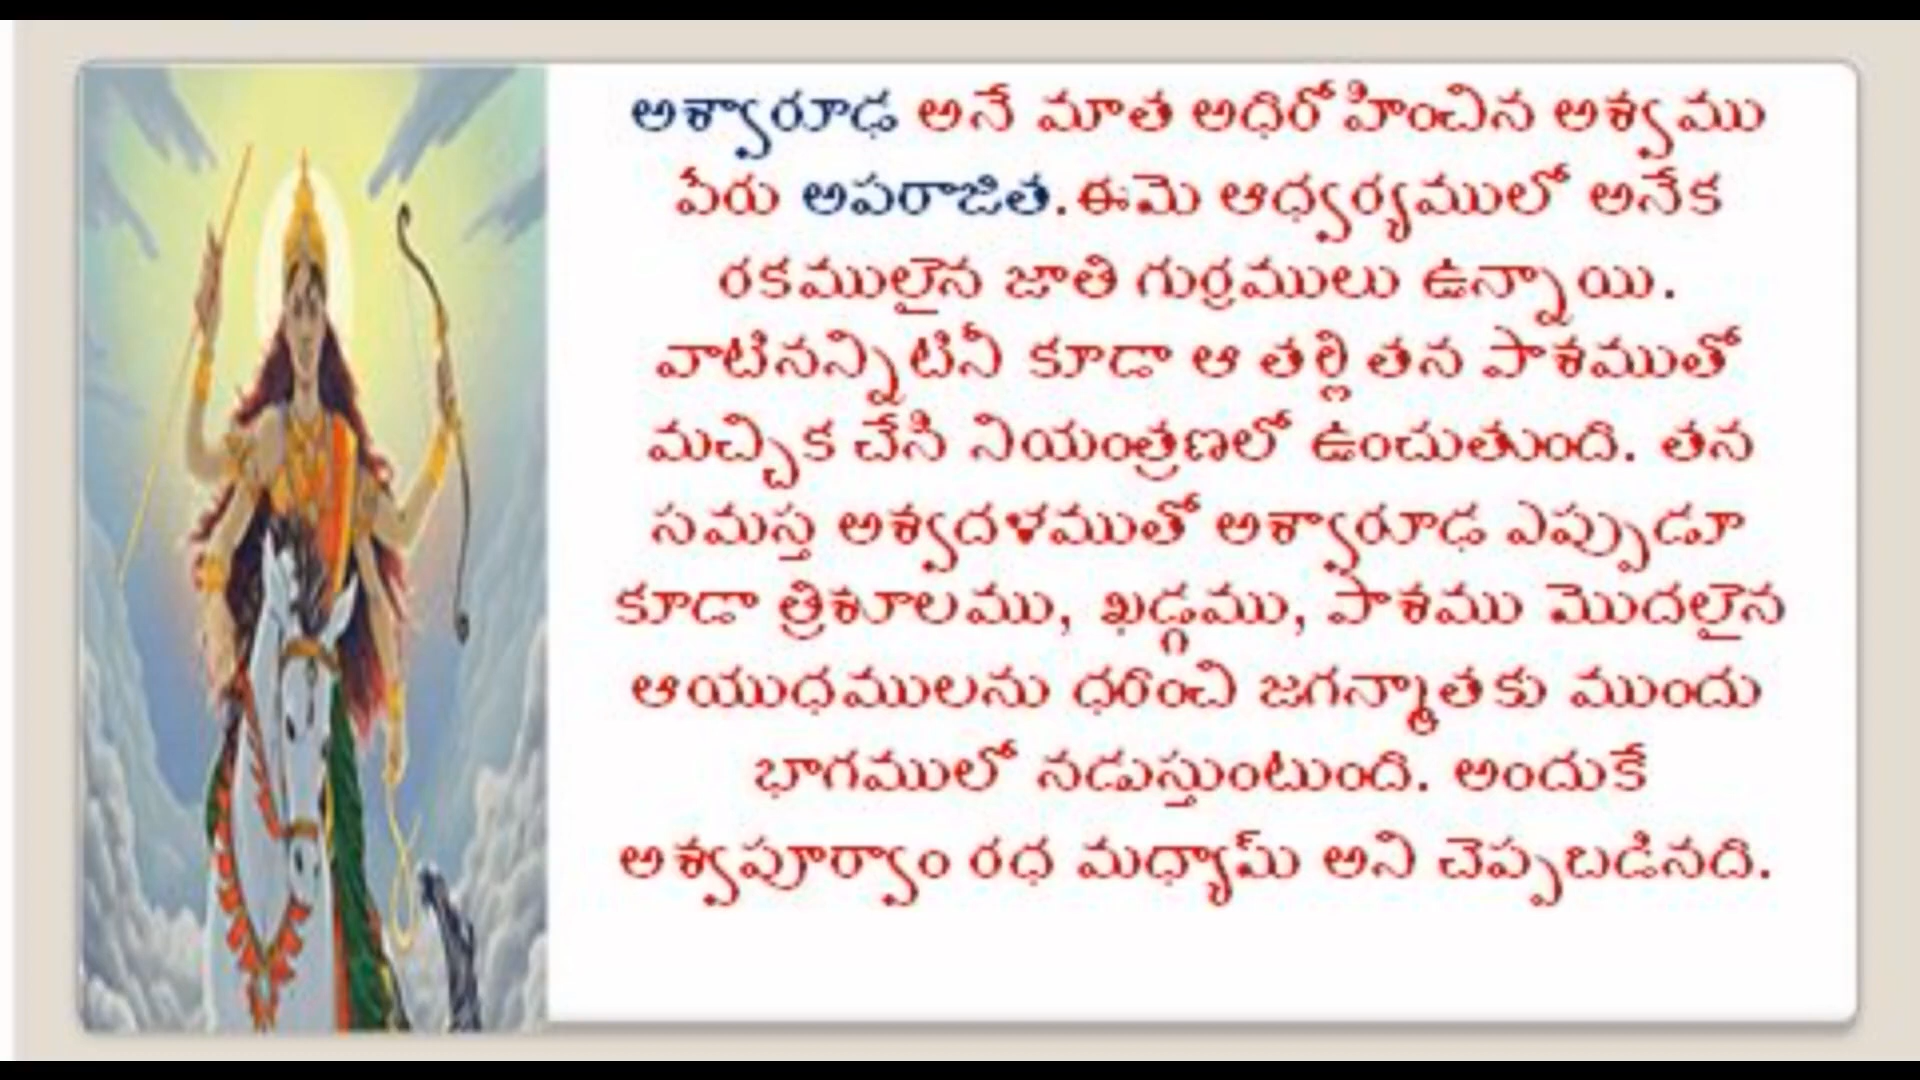 అశ్వారూఢ అనే మాత అధిరోహించిన అశ్వము
పేరు అపరాజిత.ఈమె ఆధ్వర్యములో అనేక
రకములైన జాతి గుర్రములు ఉన్నాయి.
వాటినన్నిటినీ కూడా ఆ తల్లి తన పాశముతో
మచ్చిక చేసి నియంత్రణలో ఉంచుతుంది. తన
సమస్త అశ్వదళముతో అశ్వారూఢ ఎప్పుడూ
కూడా త్రిశూలము, ఖడ్గము, పాశము మొదలైన
ఆయుధములను ధరించి జగన్మాతకు ముందు
భాగములో నడుస్తుంటుంది. అందుకే
అశ్వపూర్వాం రధ మధ్యామ్ అని చెప్పబడినది.